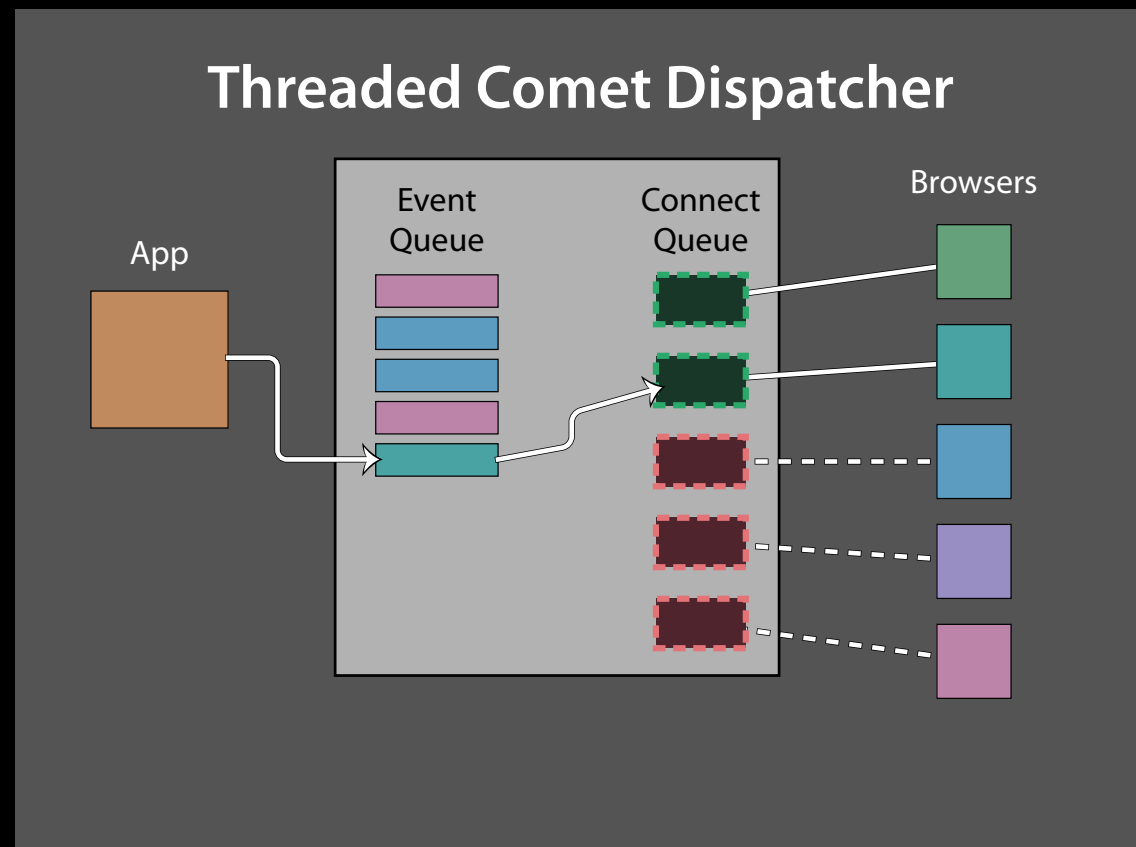 Threaded Comet Dispatcher
App
Event
Queue
Connect
Queue
Browsers